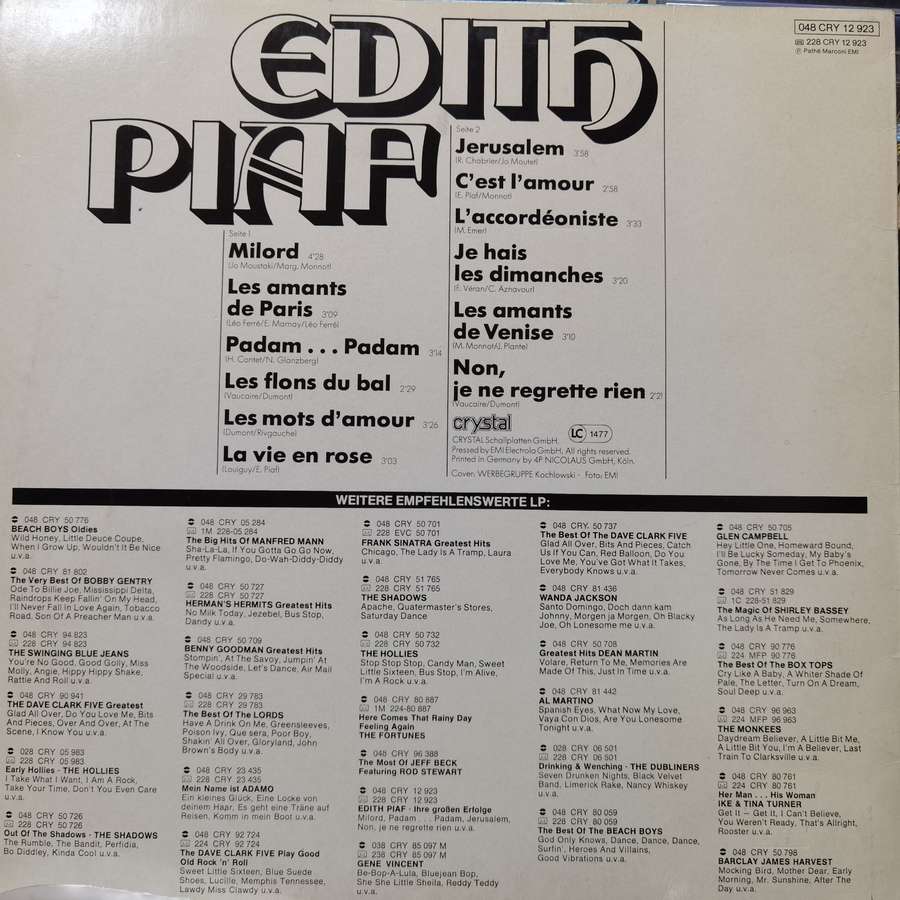 EDITH
PIAF
048 CRY 12 923
228 CRY 12 923
℗ Pathé Marconi EMI
Seite 1
Milord 4'28
(Jo Moustaki/Marg. Monnot)
Les amants
de Paris 3'09
(Léo Ferré/E. Marnay/Léo Ferré)
Padam . . . Padam 3'14
(H. Contet/N. Glanzberg)
Les flons du bal 2'29
(Vaucaire/Dumont)
Les mots d'amour 3'26
(Dumont/Rivgauche)
La vie en rose 3'03
(Louiguy/E. Piaf)
Seite 2
Jerusalem 3'58
(R. Chabrier/Jo Moutet)
C'est l'amour 2'58
(E. Piaf/Monnot)
L'accordéoniste 3'33
(M. Emer)
Je hais
les dimanches 3'20
(F. Véran/C. Aznavour)
Les amants
de Venise 3'10
(M. Monnot/J. Plante)
Non,
je ne regrette rien 2'21
(Vaucaire/Dumont)
crystal
LC 1477
CRYSTAL Schallplatten GmbH.
Pressed by EMI Electrola GmbH, All rights reserved.
Printed in Germany by 4P NICOLAUS GmbH, Köln.
Cover: WERBEGRUPPE Kochlowski · Foto: EMI
WEITERE EMPFEHLENSWERTE LP:
048 CRY 50 776
BEACH BOYS Oldies
Wild Honey, Little Deuce Coupe,
When I Grow Up, Wouldn't It Be Nice
u.v.a.
048 CRY 81 802
The Very Best Of BOBBY GENTRY
Ode To Billie Joe, Mississippi Delta,
Raindrops Keep Fallin' On My Head,
I'll Never Fall In Love Again, Tobacco
Road, Son Of A Preacher Man u.v.a.
048 CRY 94 823
228 CRY 94 823
THE SWINGING BLUE JEANS
You're No Good, Good Golly, Miss
Molly, Angie, Hippy Hippy Shake,
Rattle And Roll u.v.a.
048 CRY 90 941
THE DAVE CLARK FIVE Greatest
Glad All Over, Do You Love Me, Bits
And Pieces, Over And Over, At The
Scene, I Know You u.v.a.
028 CRY 05 983
228 CRY 05 983
Early Hollies - THE HOLLIES
I Take What I Want, I Am A Rock,
Take Your Time, Don't You Even Care
u.v.a.
048 CRY 50 726
228 CRY 50 726
Out Of The Shadows - THE SHADOWS
The Rumble, The Bandit, Perfidia,
Bo Diddley, Kinda Cool u.v.a.
048 CRY 05 284
1M 228-05 284
The Big Hits Of MANFRED MANN
Sha-La-La, If You Gotta Go Go Now,
Pretty Flamingo, Do-Wah-Diddy-Diddy
u.v.a.
048 CRY 50 727
228 CRY 50 727
HERMAN'S HERMITS Greatest Hits
No Milk Today, Jezebel, Bus Stop,
Dandy u.v.a.
048 CRY 50 709
BENNY GOODMAN Greatest Hits
Stompin', At The Savoy, Jumpin' At
The Woodside, Let's Dance, Air Mail
Special u.v.a.
048 CRY 29 783
228 CRY 29 783
The Best Of The LORDS
Have A Drink On Me, Greensleeves,
Poison Ivy, Que sera, Poor Boy,
Shakin' All Over, Gloryland, John
Brown's Body u.v.a.
048 CRY 23 435
228 CRY 23 435
Mein Name ist ADAMO
Ein kleines Glück, Eine Locke von
deinem Haar, Es geht eine Träne auf
Reisen, Komm in mein Boot u.v.a.
048 CRY 92 724
224 CRY 92 724
The DAVE CLARK FIVE Play Good
Old Rock 'n' Roll
Sweet Little Sixteen, Blue Suede
Shoes, Lucille, Memphis Tennessee,
Lawdy Miss Clawdy u.v.a.
048 CRY 50 701
228 EVC 50 701
FRANK SINATRA Greatest Hits
Chicago, The Lady Is A Tramp, Laura
u.v.a.
048 CRY 51 765
228 CRY 51 765
THE SHADOWS
Apache, Quatermaster's Stores,
Saturday Dance
048 CRY 50 732
228 CRY 50 732
THE HOLLIES
Stop Stop Stop, Candy Man, Sweet
Little Sixteen, Bus Stop, I'm Alive,
I'm A Rock u.v.a.
048 CRY 80 887
1M 224-80 887
Here Comes That Rainy Day
Feeling Again
THE FORTUNES
048 CRY 96 388
The Most Of JEFF BECK
Featuring ROD STEWART
048 CRY 12 923
228 CRY 12 923
EDITH PIAF · Ihre großen Erfolge
Milord, Padam . . . Padam, Jerusalem,
Non, je ne regrette rien u.v.a.
038 CRY 85 097 M
238 CRY 85 097 M
GENE VINCENT
Be-Bop-A-Lula, Bluejean Bop,
She She Little Sheila, Reddy Teddy
u.v.a.
048 CRY 50 737
The Best Of The DAVE CLARK FIVE
Glad All Over, Bits And Pieces, Catch
Us If You Can, Red Balloon, Do You
Love Me, You've Got What It Takes,
Everybody Knows u.v.a.
048 CRY 81 436
WANDA JACKSON
Santo Domingo, Doch dann kam
Johnny, Morgen ja Morgen, Oh Blacky
Joe, Oh Lonesome me u.v.a.
048 CRY 50 708
Greatest Hits DEAN MARTIN
Volare, Return To Me, Memories Are
Made Of This, Just In Time u.v.a.
048 CRY 81 442
AL MARTINO
Spanish Eyes, What Now My Love,
Vaya Con Dios, Are You Lonesome
Tonight u.v.a.
028 CRY 06 501
228 CRY 06 501
Drinking & Wenching - THE DUBLINERS
Seven Drunken Nights, Black Velvet
Band, Limerick Rake, Nancy Whiskey
u.v.a.
048 CRY 80 059
228 CRY 80 059
The Best Of The BEACH BOYS
God Only Knows, Dance, Dance, Dance,
Surfin', Heroes And Villains,
Good Vibrations u.v.a.
048 CRY 50 705
GLEN CAMPBELL
Hey Little One, Homeward Bound,
I'll Be Lucky Someday, My Baby's
Gone, By The Time I Get To Phoenix,
Tomorrow Never Comes u.v.a.
048 CRY 51 829
1C 228-51 829
The Magic Of SHIRLEY BASSEY
As Long As He Need Me, Somewhere,
The Lady Is A Tramp u.v.a.
048 CRY 90 776
224 MFP 90 778
The Best Of The BOX TOPS
Cry Like A Baby, A Whiter Shade Of
Pale, The Letter, Turn On A Dream,
Soul Deep u.v.a.
048 CRY 96 963
224 MFP 96 963
THE MONKEES
Daydream Believer, A Little Bit Me,
A Little Bit You, I'm A Believer, Last
Train To Clarksville u.v.a.
048 CRY 80 761
224 CRY 80 761
Her Man . . . His Woman
IKE & TINA TURNER
Get It – Get It, I Can't Believe,
You Weren't Ready, That's Allright,
Rooster u.v.a.
048 CRY 50 798
BARCLAY JAMES HARVEST
Mocking Bird, Mother Dear, Early
Morning, Mr. Sunshine, After The
Day u.v.a.